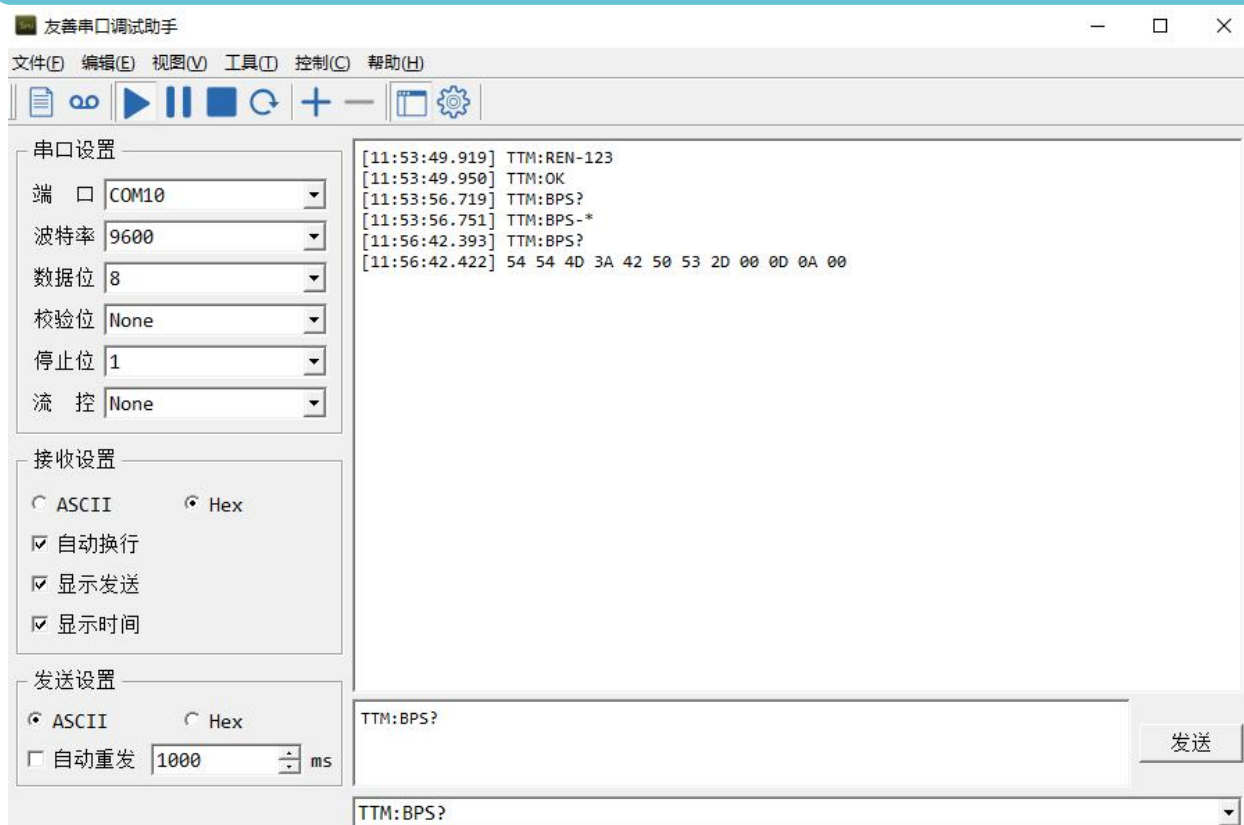 友善串口调试助手
文件(F) 编辑(E) 视图(V) 工具(T) 控制(C) 帮助(H)
串口设置
端 口 COM10
波特率 9600
数据位 8
校验位 None
停止位 1
流 控 None
接收设置
ASCII Hex
自动换行
显示发送
显示时间
发送设置
ASCII Hex
自动重发 1000 ms
[11:53:49.919] TTM:REN-123
[11:53:49.950] TTM:OK
[11:53:56.719] TTM:BPS?
[11:53:56.751] TTM:BPS-*
[11:56:42.393] TTM:BPS?
[11:56:42.422] 54 54 4D 3A 42 50 53 2D 00 0D 0A 00
TTM:BPS?
发送
TTM:BPS?